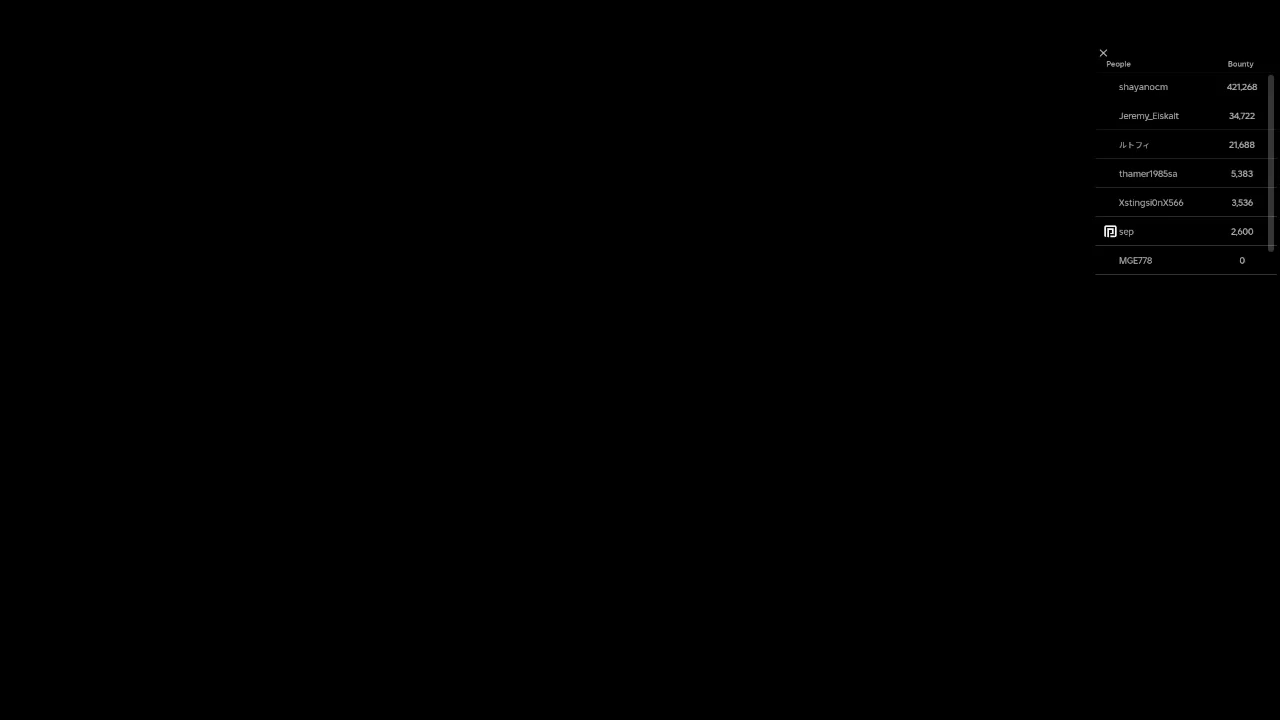 People Bounty
shayanocm 421,268
Jeremy_Eiskalt 34,722
ルトフィ 21,688
thamer1985sa 5,383
Xstingsi0nX566 3,536
sep 2,600
MGE778 0